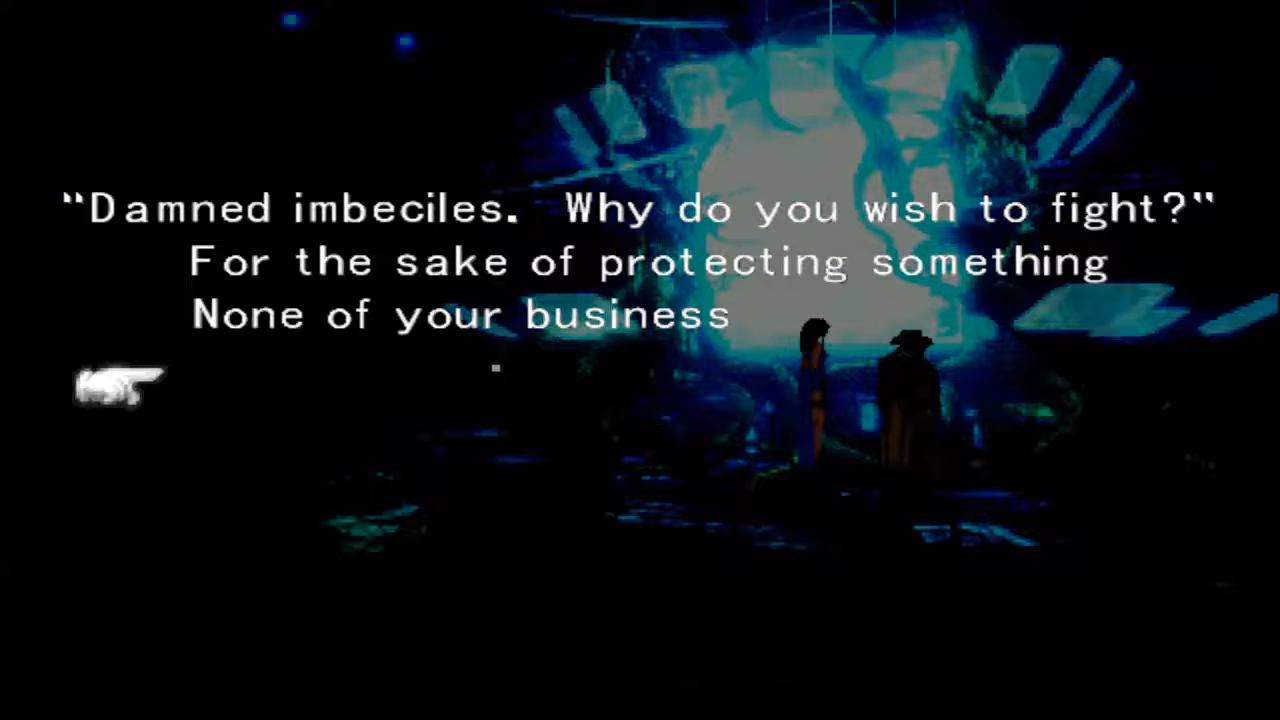 “Damned imbeciles. Why do you wish to fight?“
For the sake of protecting something
None of your business